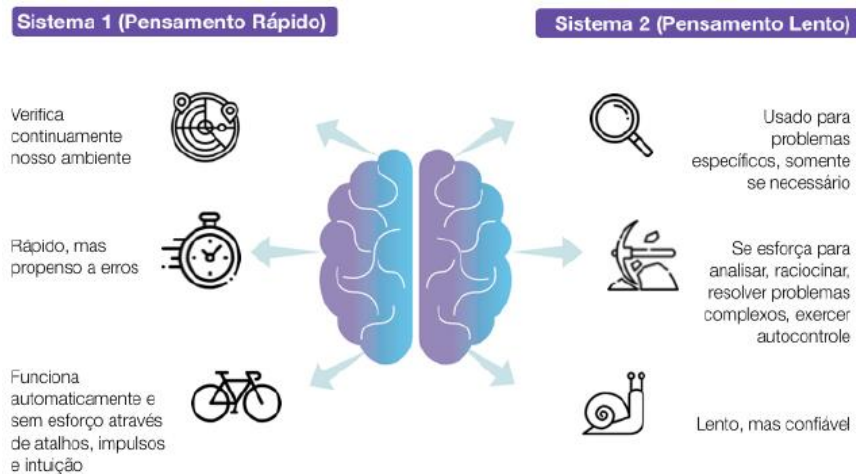 Sistema 1 (Pensamento Rápido)
Verifica
continuamente
nosso ambiente
Rápido, mas
propenso a erros
Funciona
automaticamente e
sem esforço através
de atalhos, impulsos
e intuição
Sistema 2 (Pensamento Lento)
Usado para
problemas
específicos, somente
se necessário
Se esforça para
analisar, raciocinar,
resolver problemas
complexos, exercer
autocontrole
Lento, mas confiável